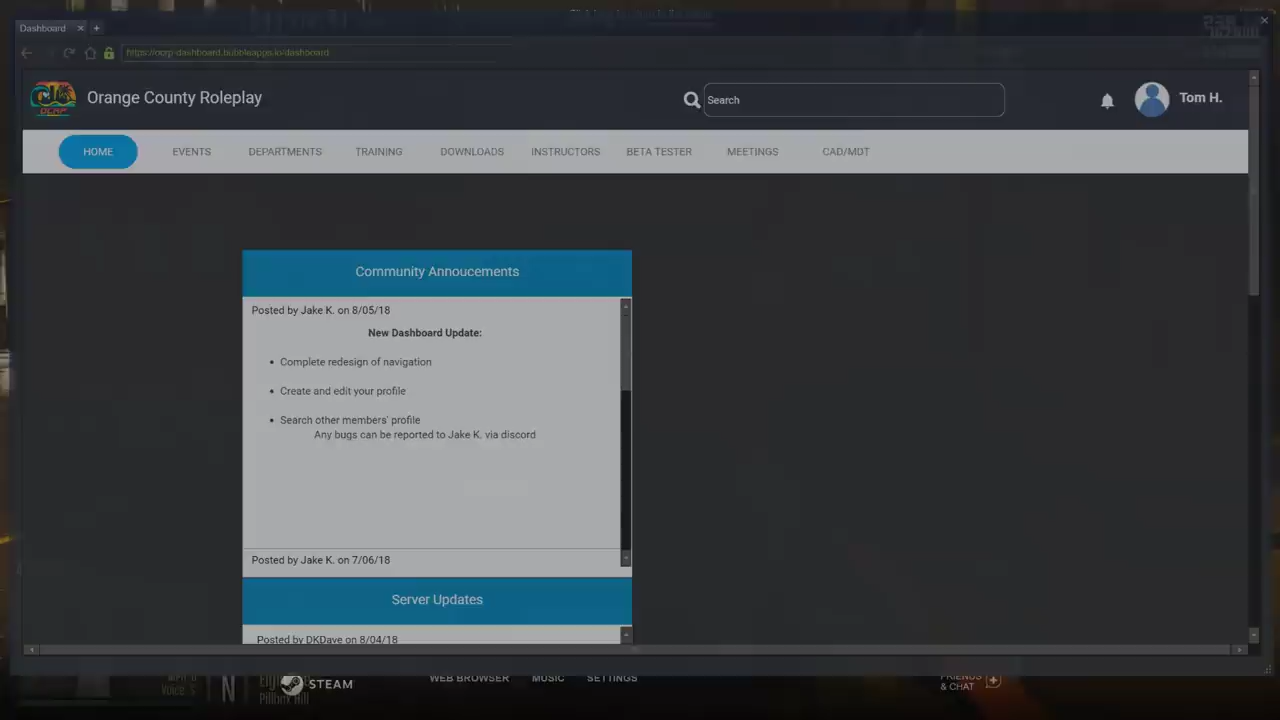 Dashboard
https://ocrp-dashboard.bubbleapps.io/dashboard
OCRP
Orange County Roleplay
Search
Tom H.
HOME
EVENTS
DEPARTMENTS
TRAINING
DOWNLOADS
INSTRUCTORS
BETA TESTER
MEETINGS
CAD/MDT
Community Annoucements
Posted by Jake K. on 8/05/18
New Dashboard Update:
• Complete redesign of navigation
• Create and edit your profile
• Search other members' profile
Any bugs can be reported to Jake K. via discord
Posted by Jake K. on 7/06/18
Server Updates
Posted by DKDave on 8/04/18
Voice
N
Pillbox Hill
STEAM
WEB BROWSER
MUSIC
SETTINGS
FRIENDS
& CHAT